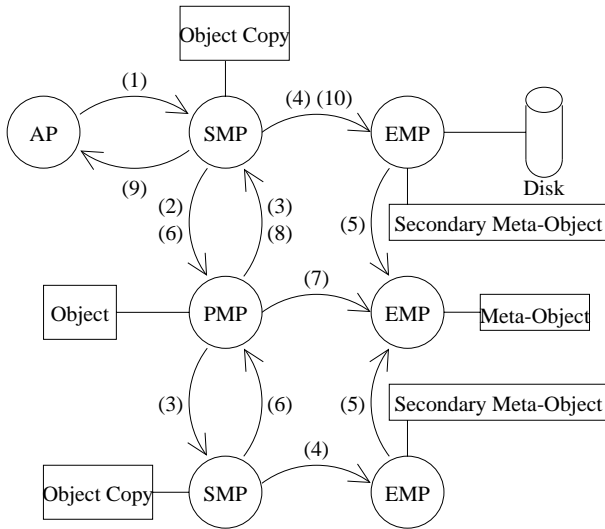 Object Copy
(1)
(4) (10)
AP
SMP
EMP
(9)
Disk
(2)
(6)
(3)
(8)
(5)
Secondary Meta-Object
(7)
Object
PMP
EMP
Meta-Object
(3)
(6)
(5)
Secondary Meta-Object
(4)
Object Copy
SMP
EMP